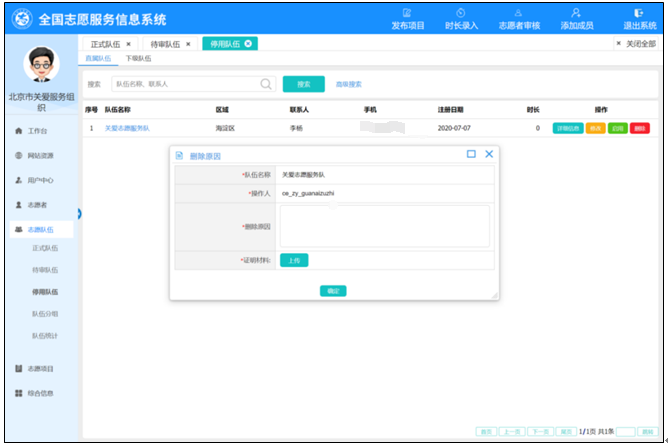 全国志愿服务信息系统
发布项目 时长录入 志愿者审核 添加成员 退出系统
正式队伍 × 待审队伍 × 停用队伍 × 关闭全部
直属队伍 下级队伍
北京市关爱服务组织
工作台
网站资源
用户中心
志愿者
志愿队伍
正式队伍
待审队伍
停用队伍
队伍分组
队伍统计
志愿项目
综合信息
搜索 队伍名称、联系人 搜索 高级搜索
序号 队伍名称 区域 联系人 手机 注册日期 时长 操作
1 关爱志愿服务队 海淀区 李杨 2020-07-07 0 详细信息 修改 启用 删除
删除原因
*队伍名称 关爱志愿服务队
*操作人 ce_zy_guanaizuzhi
*删除原因
*证明材料: 上传
确定
首页 上一页 下一页 尾页 1/1页 共1条 跳转